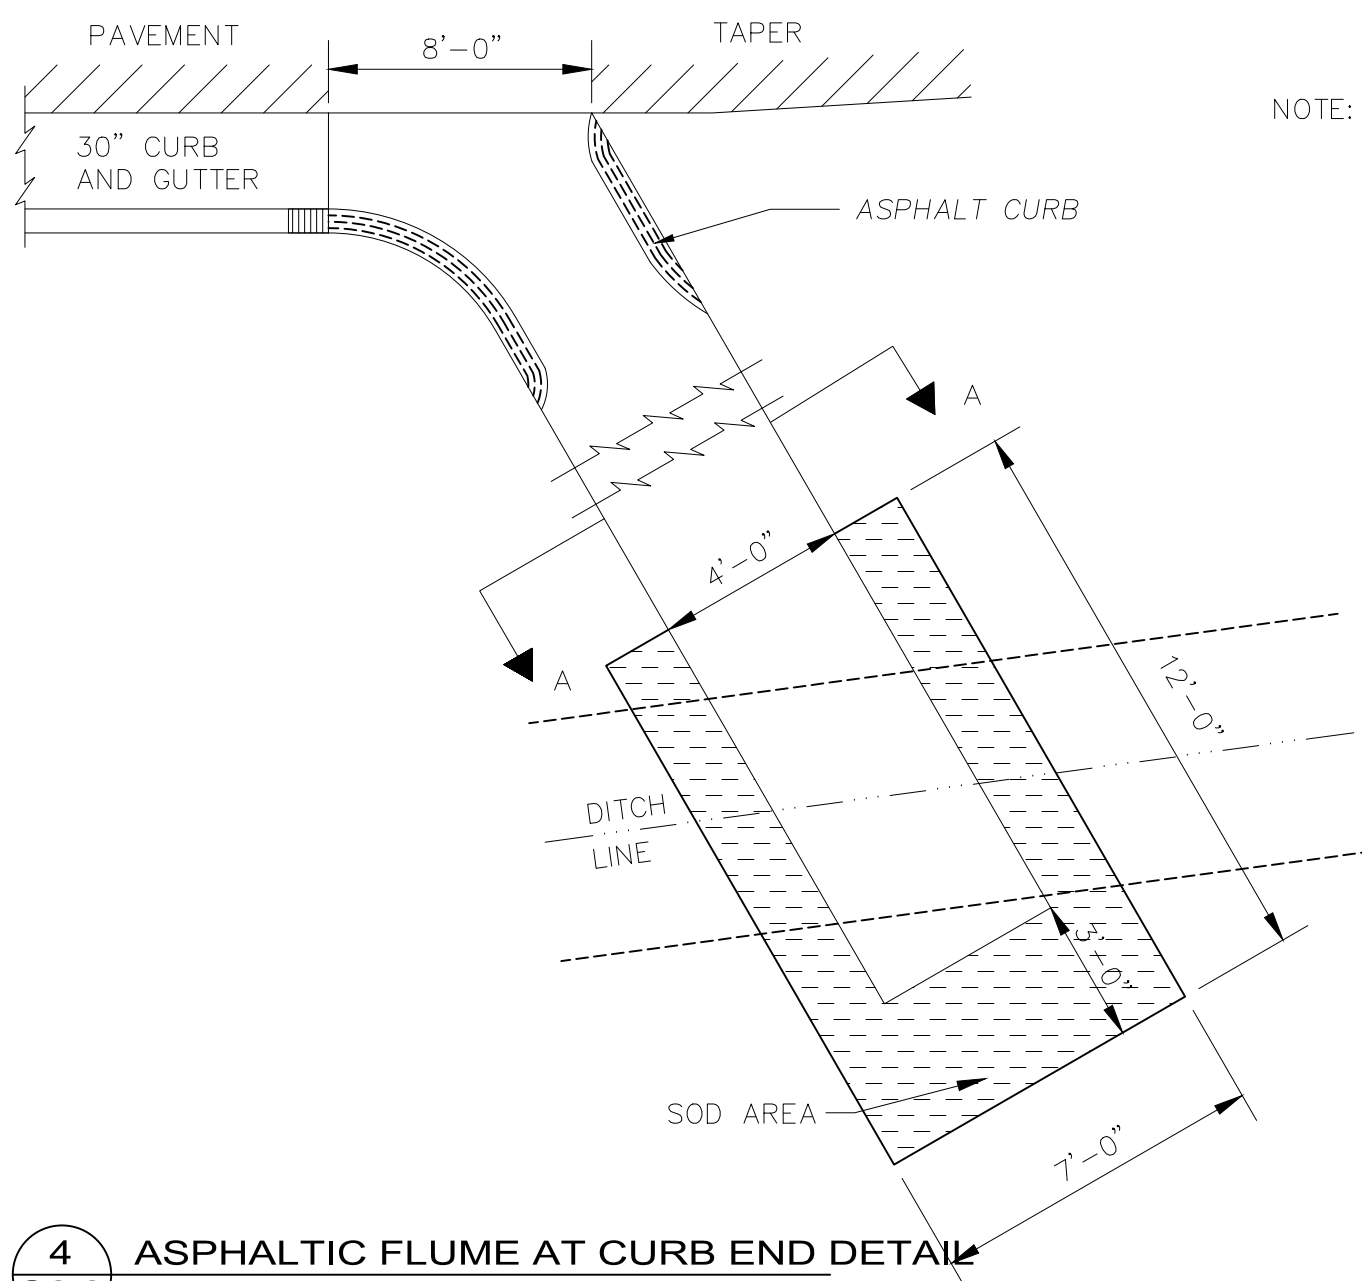 PAVEMENT
8'-0"
TAPER
NOTE:
30" CURB
AND GUTTER
ASPHALT CURB
A
4'-0"
A
12'-0"
DITCH
LINE
3'-0"
SOD AREA
7'-0"
4
ASPHALTIC FLUME AT CURB END DETAIL